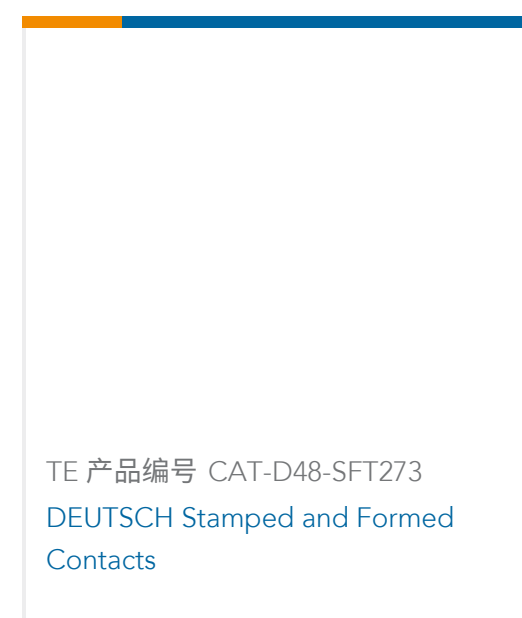 TE 产品编号 CAT-D48-SFT273
DEUTSCH Stamped and Formed
Contacts